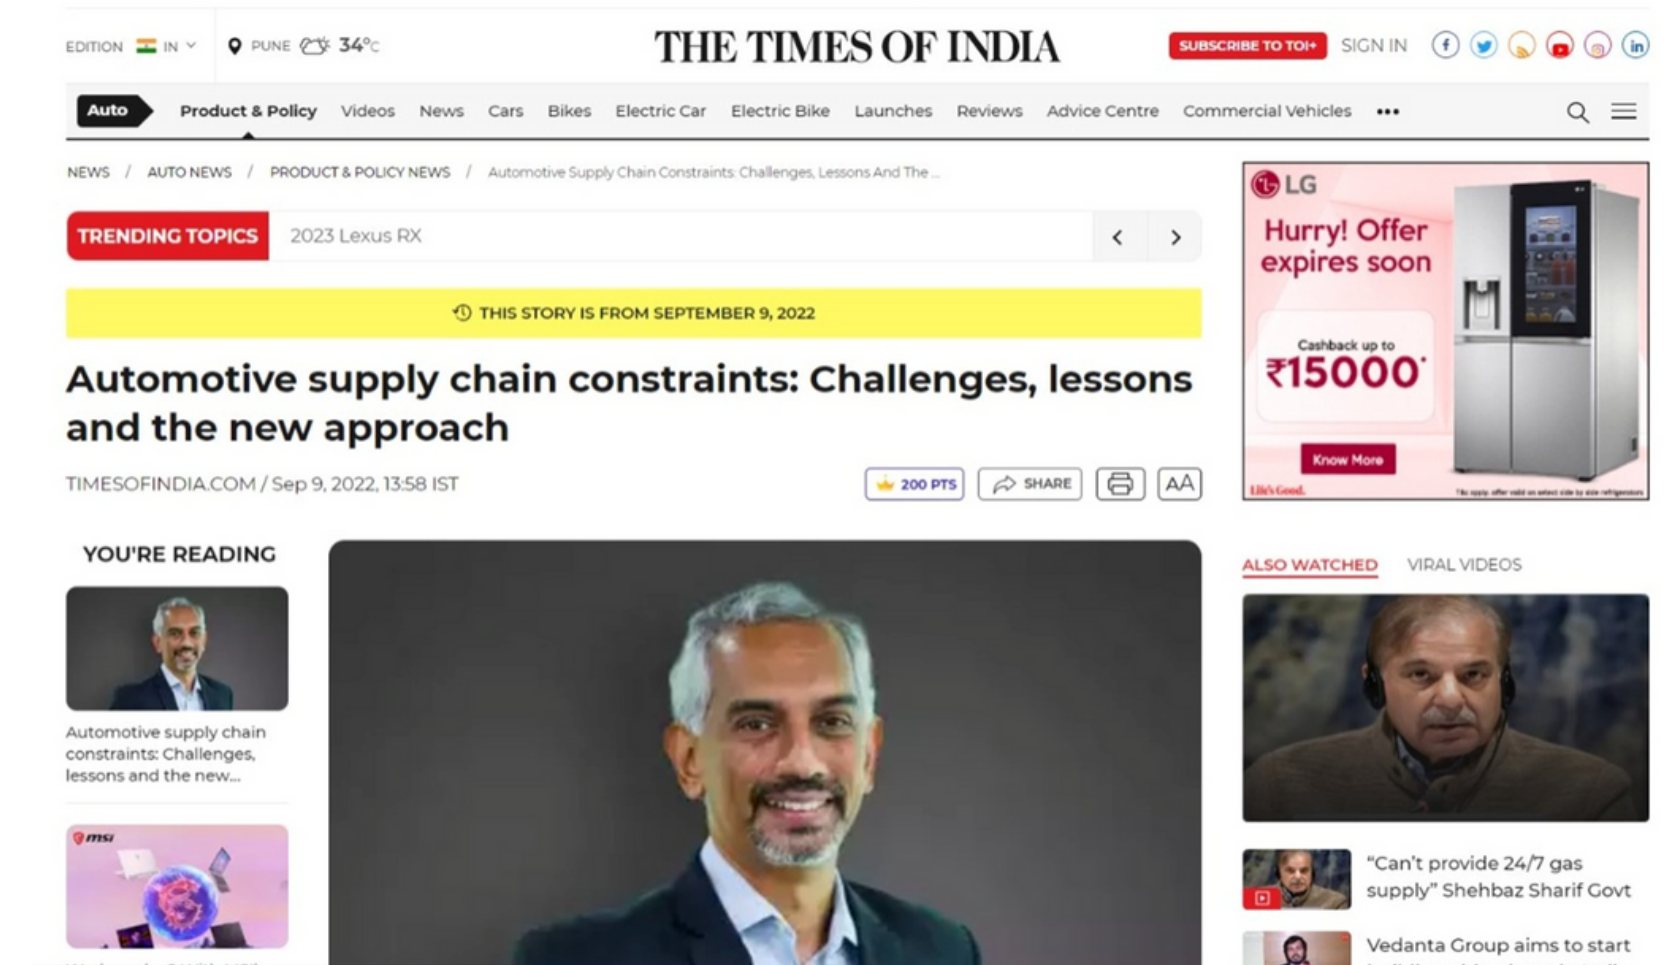 EDITION IN
PUNE 34°C
THE TIMES OF INDIA
SUBSCRIBE TO TOI+ SIGN IN
Auto Product & Policy Videos News Cars Bikes Electric Car Electric Bike Launches Reviews Advice Centre Commercial Vehicles •••
NEWS / AUTO NEWS / PRODUCT & POLICY NEWS / Automotive Supply Chain Constraints: Challenges, Lessons And The ...
TRENDING TOPICS 2023 Lexus RX
THIS STORY IS FROM SEPTEMBER 9, 2022
Automotive supply chain constraints: Challenges, lessons
and the new approach
TIMESOFINDIA.COM / Sep 9, 2022, 13:58 IST
200 PTS SHARE AA
YOU'RE READING
Automotive supply chain
constraints: Challenges,
lessons and the new...
msi
LG
Hurry! Offer
expires soon
Cashback up to
₹15000*
Know More
Life's Good.
ALSO WATCHED VIRAL VIDEOS
“Can't provide 24/7 gas
supply” Shehbaz Sharif Govt
Vedanta Group aims to start